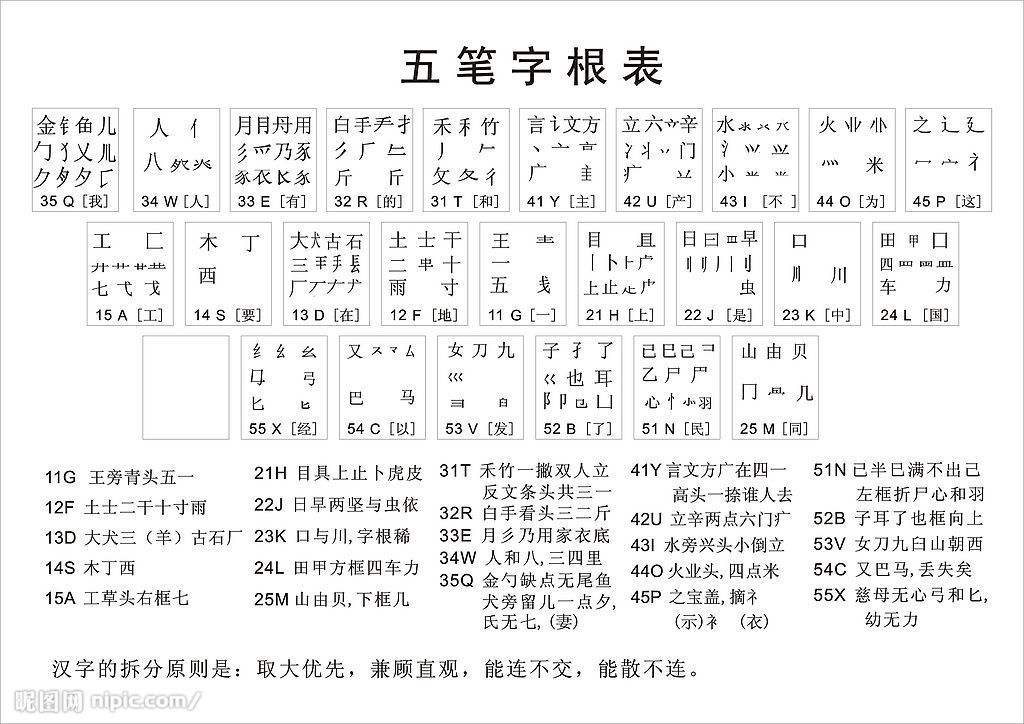 五笔字根表
金钅鱼儿 人亻 月目丹用 白手龵扌 禾利竹 言讠文方 立六辛 水 火业 之辶廴
勹犭乂儿 八 彡爫乃豕 彡厂 丿𠂉 丶亠 冫丬丷门 氵 灬米 冖宀礻
夕夕匚 豕衣 斤斤 攵夂彳 广 疒 小
35 Q [我] 34 W [人] 33 E [有] 32 R [的] 31 T [和] 41 Y [主] 42 U [产] 43 I [不] 44 O [为] 45 P [这]
工匚 木丁 大犬古石 土士干 王 目且 日曰早 口 田甲囗
七弋戈 西 三 二十 一 丨卜 刂 川 四罒
厂ナ 雨寸 五 上止 虫 车力
15 A [工] 14 S [要] 13 D [在] 12 F [地] 11 G [一] 21 H [上] 22 J [是] 23 K [中] 24 L [国]
纟幺 又厶 女刀九 子孑了 已巳己 山由贝
弓 巴马 巛 巜也耳 乙尸 冂几
匕 彐 阝卩凵 心忄羽
55 X [经] 54 C [以] 53 V [发] 52 B [了] 51 N [民] 25 M [同]
11G 王旁青头五一
12F 土士二干十寸雨
13D 大犬三（羊）古石厂
14S 木丁西
15A 工草头右框七
21H 目具上止卜虎皮
22J 日早两竖与虫依
23K 口与川,字根稀
24L 田甲方框四车力
25M 山由贝,下框几
31T 禾竹一撇双人立
反文条头共三一
32R 白手看头三二斤
33E 月彡乃用家衣底
34W 人和八,三四里
35Q 金勺缺点无尾鱼
犬旁留儿一点夕,
氏无七,(妻)
41Y 言文方广在四一
高头一捺谁人去
42U 立辛两点六门疒
43I 水旁兴头小倒立
44O 火业头,四点米
45P 之宝盖,摘礻
(示)衤 (衣)
51N 已半巳满不出己
左框折尸心和羽
52B 子耳了也框向上
53V 女刀九臼山朝西
54C 又巴马,丢失矣
55X 慈母无心弓和匕,
幼无力
汉字的拆分原则是：取大优先，兼顾直观，能连不交，能散不连。
昵图网 nipic.com/